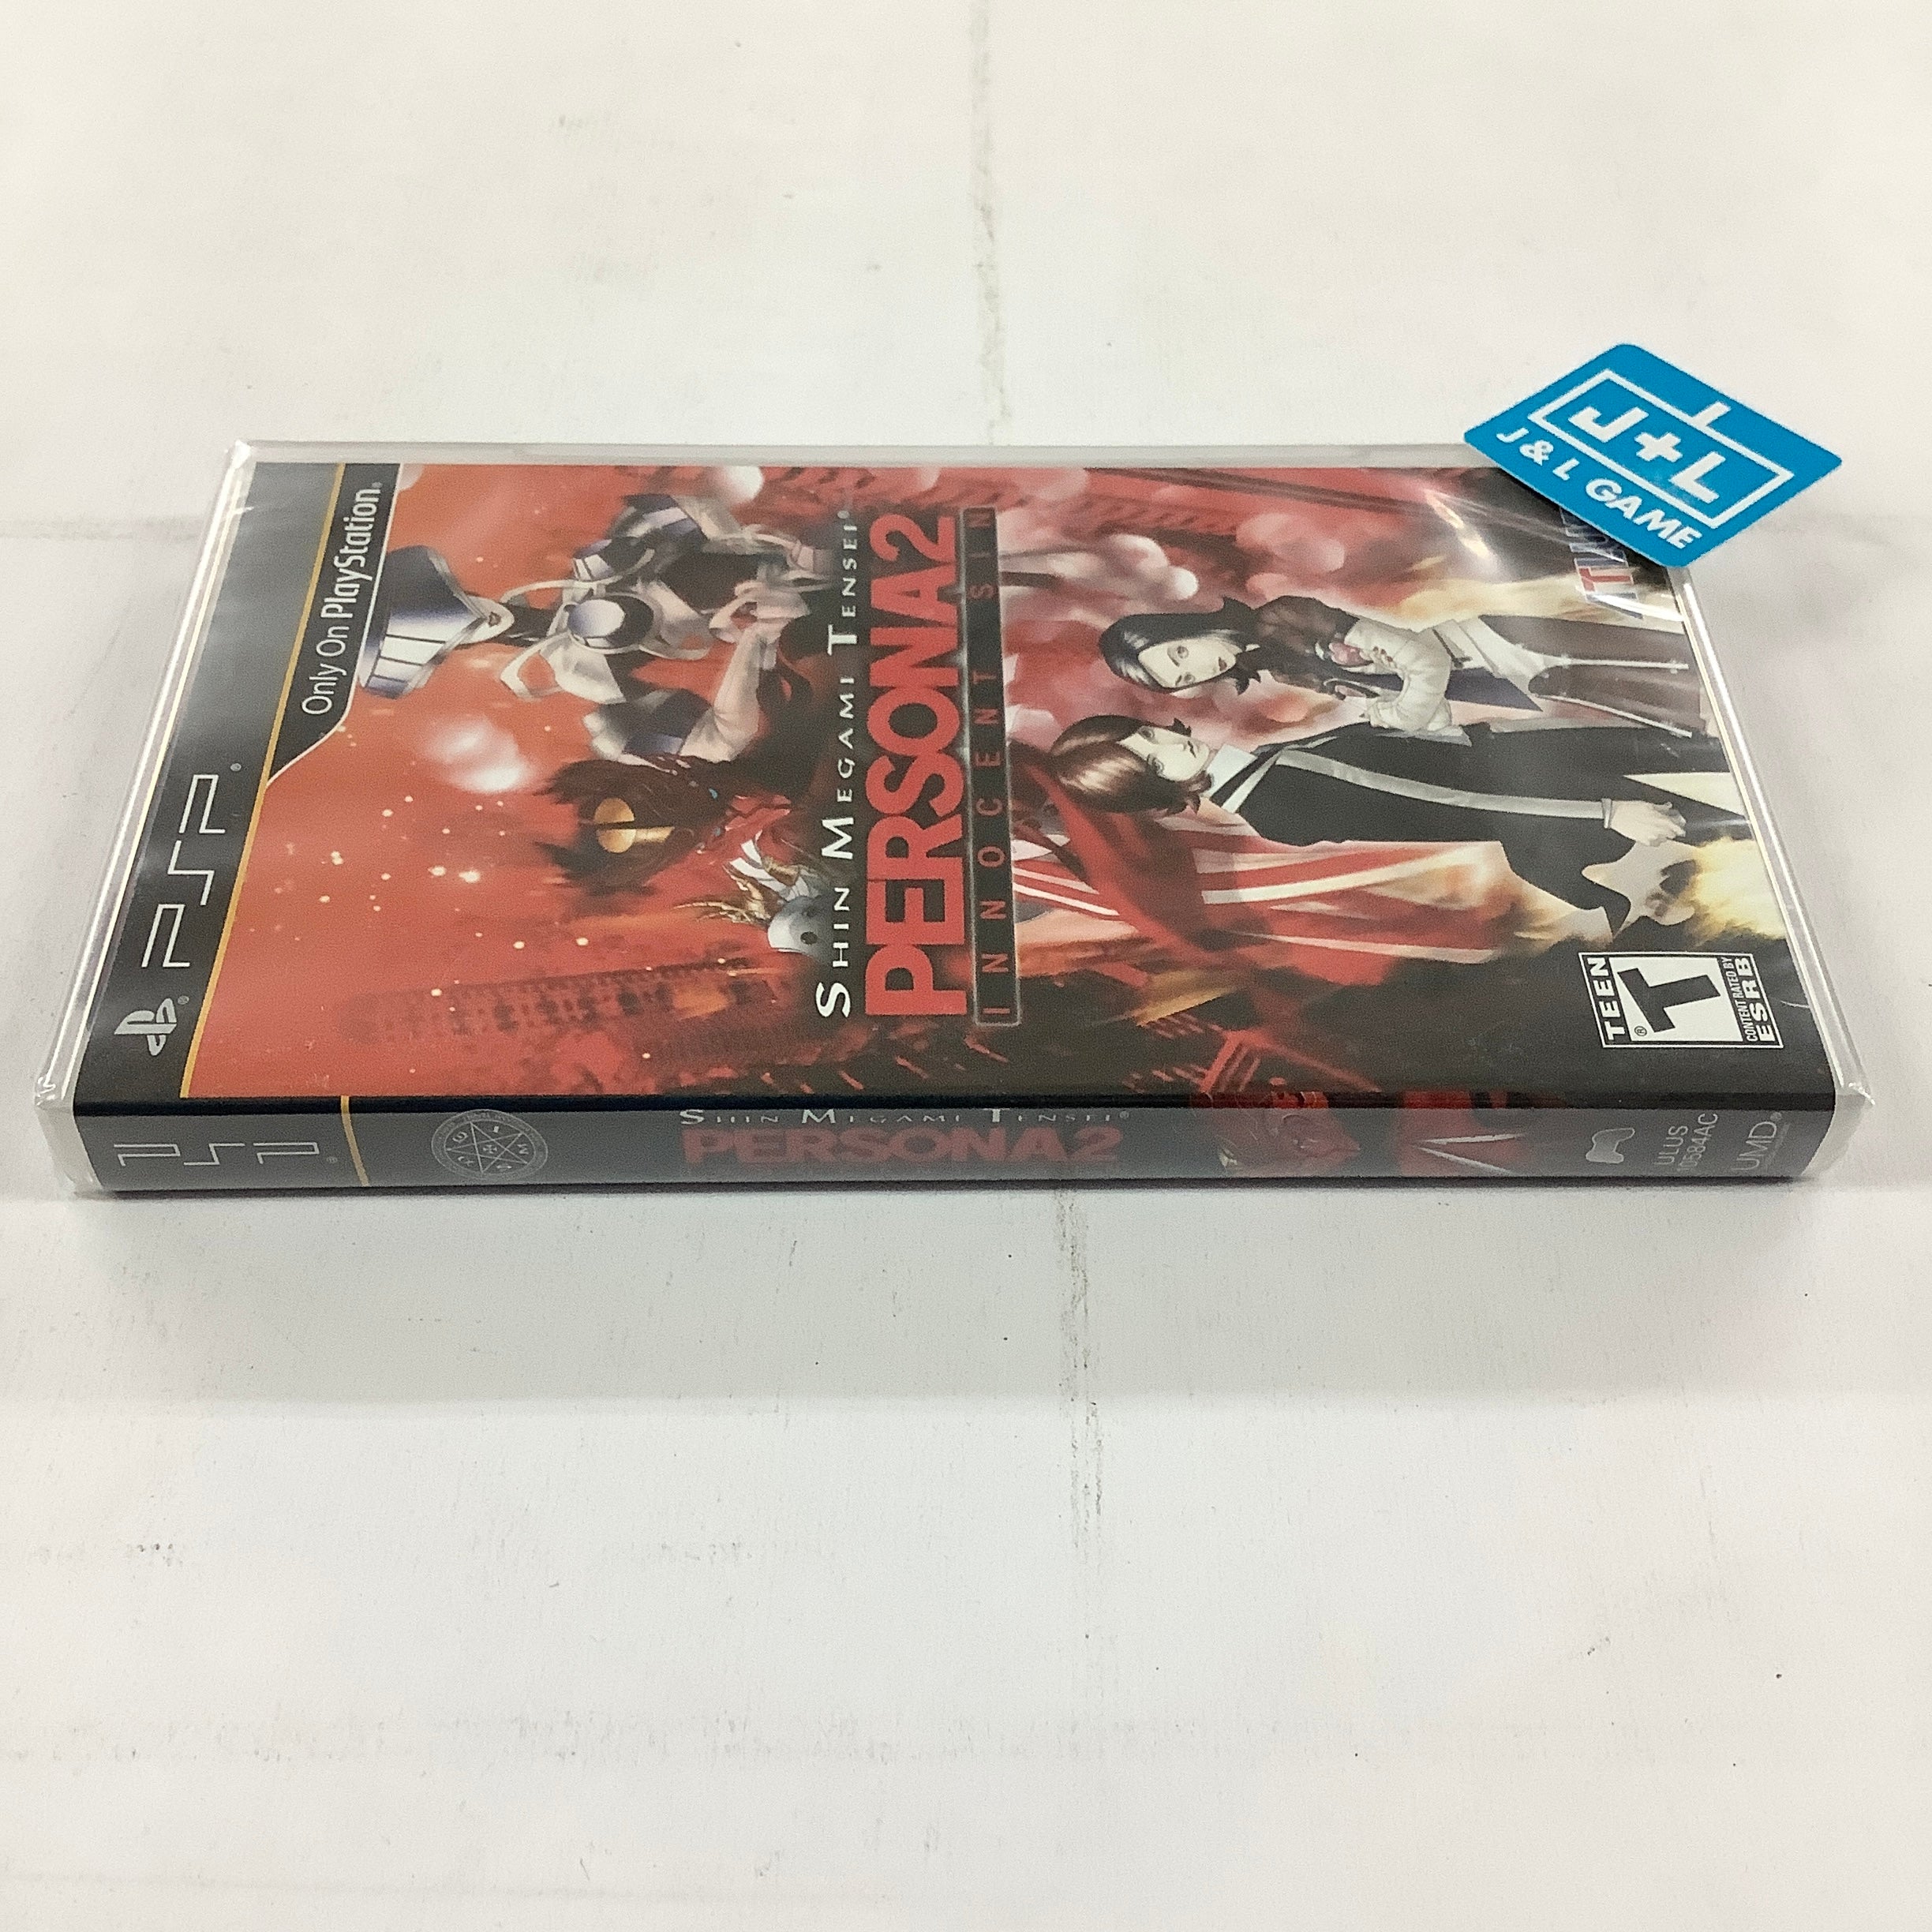 PSP
Only On PlayStation®
SHIN MEGAMI TENSEI®
PERSONA2
INNOCENT SIN
TEEN
T
CONTENT RATED BY
ESRB
J+L
J & L GAME
SHIN MEGAMI TENSEI®
PERSONA2
ULUS
10584AC
UMD